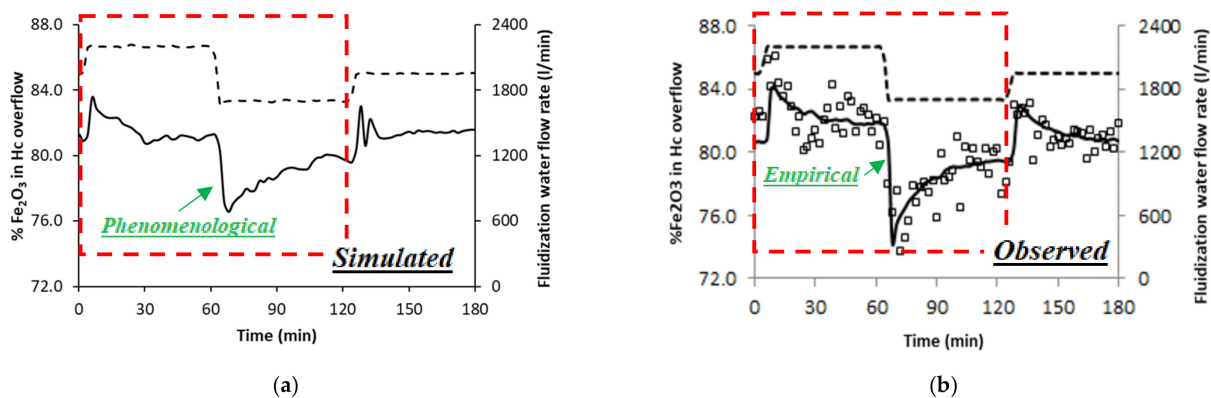 88.0
84.0
80.0
76.0
72.0
% Fe₂O₃ in Hc overflow
2400
1800
1200
600
0
Fluidization water flow rate (l/min)
Phenomenological
Simulated
0 30 60 90 120 150 180
Time (min)
(a)
88.0
84.0
80.0
76.0
72.0
%Fe2O3 in Hc overflow
2400
1800
1200
600
0
Fluidization water flow rate (l/min)
Empirical
Observed
0 30 60 90 120 150 180
Time (min)
(b)